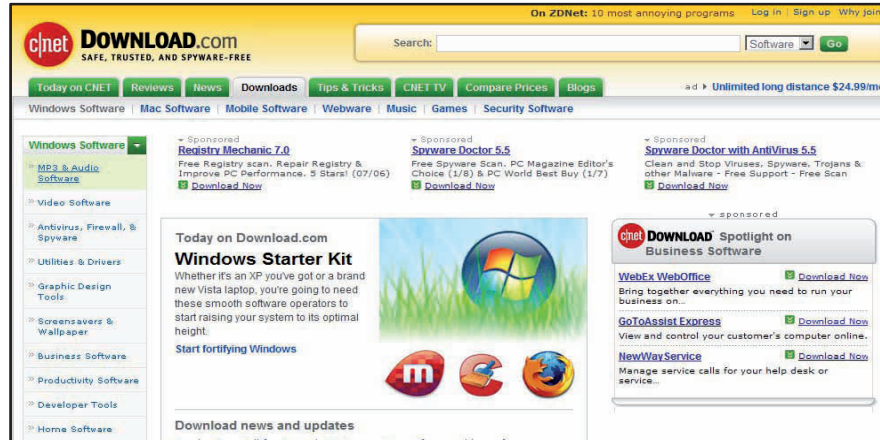 On ZDNet: 10 most annoying programs Log in | Sign up Why join
c|net DOWNLOAD.com
SAFE, TRUSTED, AND SPYWARE-FREE
Search: Software Go
Today on CNET Reviews News Downloads Tips & Tricks CNET TV Compare Prices Blogs
ad Unlimited long distance $24.99/mo
Windows Software | Mac Software | Mobile Software | Webware | Music | Games | Security Software
Windows Software
MP3 & Audio
Software
Video Software
Antivirus, Firewall, &
Spyware
Utilities & Drivers
Graphic Design
Tools
Screensavers &
Wallpaper
Business Software
Productivity Software
Developer Tools
Home Software
Sponsored
Registry Mechanic 7.0
Free Registry scan. Repair Registry &
Improve PC Performance. 5 Stars! (07/06)
Download Now
Sponsored
Spyware Doctor 5.5
Free Spyware Scan. PC Magazine Editor's
Choice (1/8) & PC World Best Buy (1/7)
Download Now
Sponsored
Spyware Doctor with AntiVirus 5.5
Clean and Stop Viruses, Spyware, Trojans &
other Malware - Free Support - Free Scan
Download Now
Today on Download.com
Windows Starter Kit
Whether it's an XP you've got or a brand
new Vista laptop, you're going to need
these smooth software operators to
start raising your system to its optimal
height.
Start fortifying Windows
m
Download news and updates
sponsored
c|net DOWNLOAD Spotlight on
Business Software
WebEx WebOffice Download Now
Bring together everything you need to run your
business on...
GoToAssist Express Download Now
View and control your customer's computer online.
NewWayService Download Now
Manage service calls for your help desk or
service...